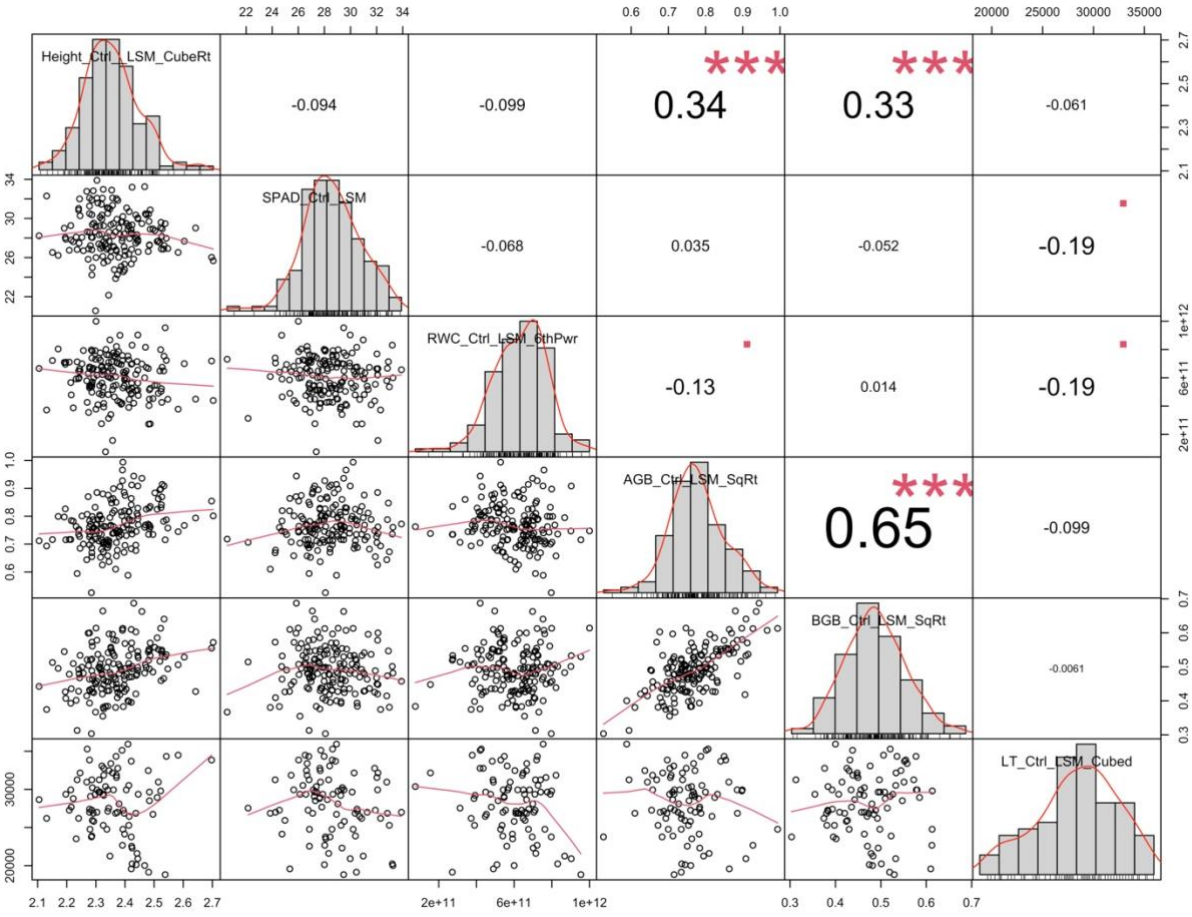 22 24 26 28 30 32 34
0.6 0.7 0.8 0.9 1.0
20000 25000 30000 35000
Height_Ctrl_LSM_CubeRt
-0.094
-0.099
***
0.34
***
0.33
-0.061
2.1 2.3 2.5 2.7
22 26 30 34
SPAD_Ctrl_LSM
-0.068
0.035
-0.052
-0.19
RWC_Ctrl_LSM_6thPwr
-0.13
0.014
-0.19
2e+11 6e+11 1e+12
0.6 0.7 0.8 0.9 1.0
AGB_Ctrl_LSM_SqRt
***
0.65
-0.099
BGB_Ctrl_LSM_SqRt
-0.0061
0.3 0.4 0.5 0.6 0.7
20000 30000
LT_Ctrl_LSM_Cubed
2.1 2.2 2.3 2.4 2.5 2.6 2.7
2e+11 6e+11 1e+12
0.3 0.4 0.5 0.6 0.7